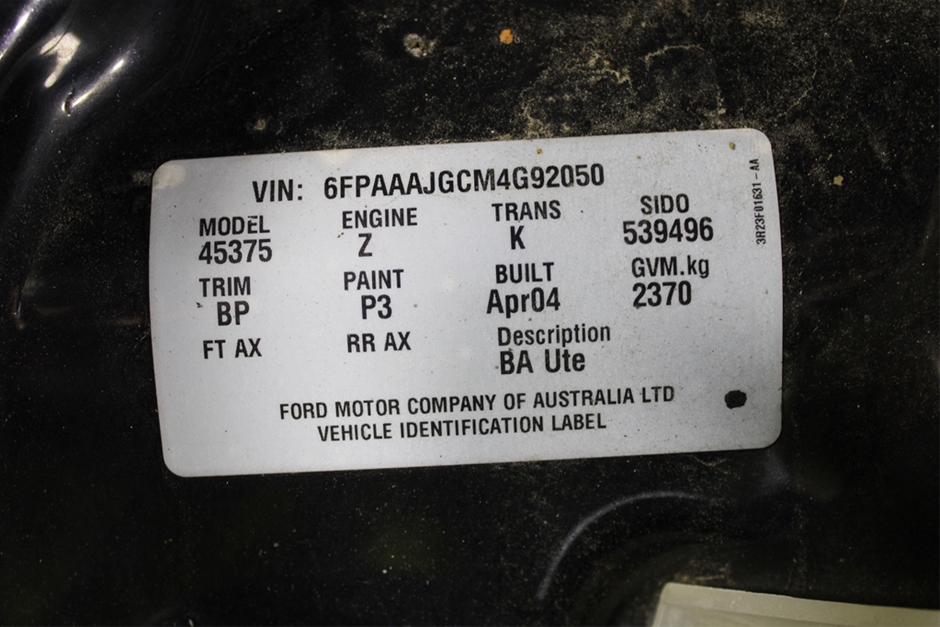 VIN: 6FPAAAJGCM4G92050
MODEL ENGINE TRANS SIDO
45375 Z K 539496
TRIM PAINT BUILT GVM.kg
BP P3 Apr04 2370
FT AX RR AX Description
BA Ute
FORD MOTOR COMPANY OF AUSTRALIA LTD
VEHICLE IDENTIFICATION LABEL
3R23F01631-AA